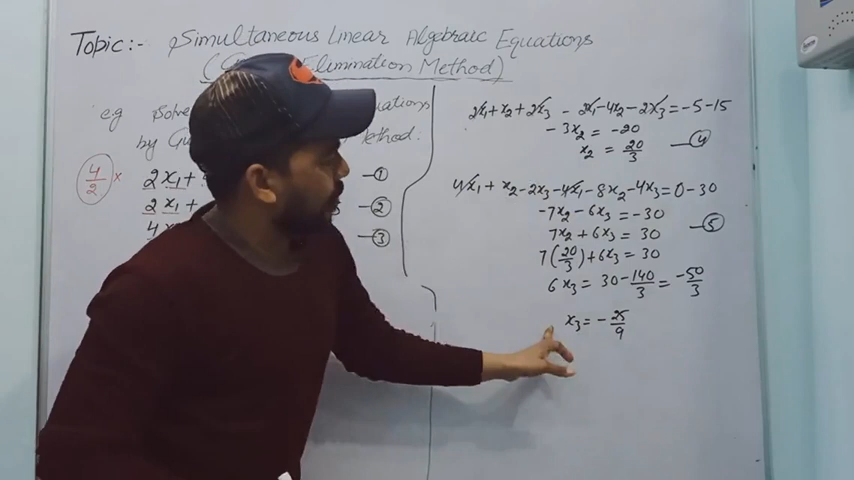 Topic:- Simultaneous Linear Algebraic Equations
Elimination Method)
eg Solve equations
by Method.
4/2 × 2x₁+ —①
2x₁+ —②
4x —③
2x₁+x₂+2x₃ - 2x₁-4x₂-2x₃ = -5-15
-3x₂ = -20
x₂ = 20/3 —④
4x₁+x₂-2x₃-4x₁-8x₂-4x₃ = 0-30
-7x₂-6x₃ = -30
7x₂+6x₃ = 30 —⑤
7(20/3)+6x₃ = 30
6x₃ = 30-140/3 = -50/3
x₃ = -25/9